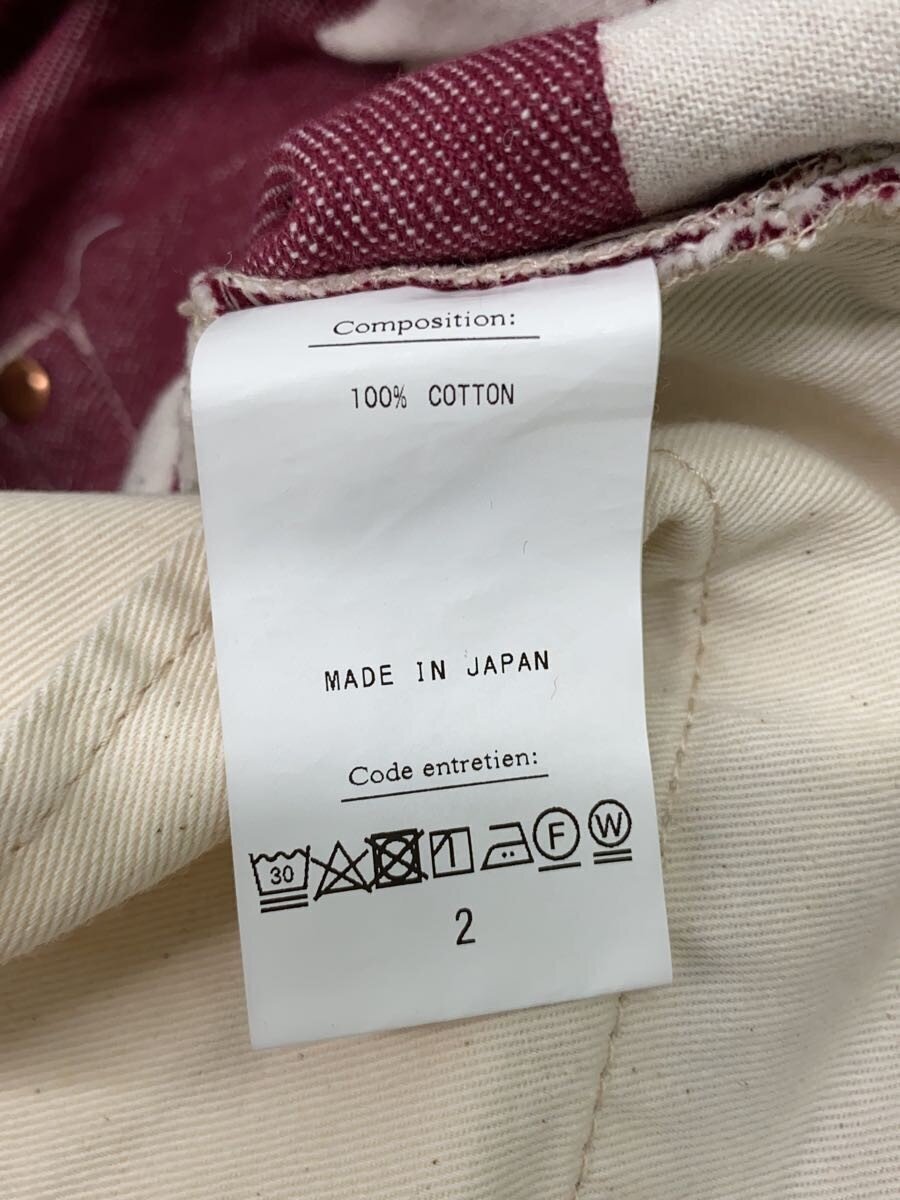 Composition:
100% COTTON
MADE IN JAPAN
Code entretien:
30 F W
2